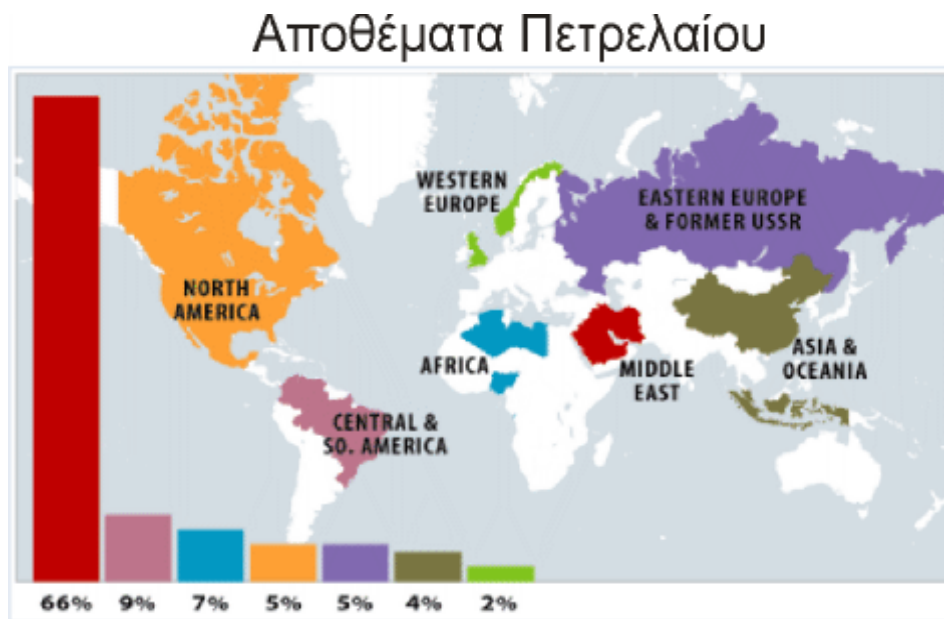 Αποθέματα Πετρελαίου
WESTERN
EUROPE
EASTERN EUROPE
& FORMER USSR
NORTH
AMERICA
AFRICA
MIDDLE
EAST
ASIA &
OCEANIA
CENTRAL &
SO. AMERICA
66% 9% 7% 5% 5% 4% 2%